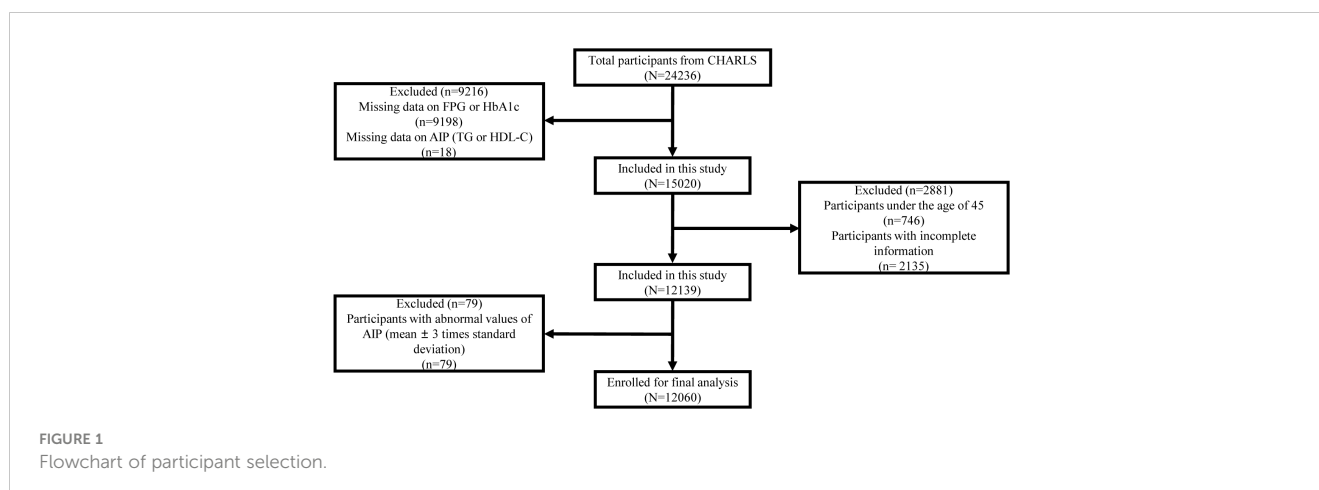 Total participants from CHARLS
(N=24236)
Excluded (n=9216)
Missing data on FPG or HbA1c
(n=9198)
Missing data on AIP (TG or HDL-C)
(n=18)
Included in this study
(N=15020)
Excluded (n=2881)
Participants under the age of 45
(n=746)
Participants with incomplete
information
(n= 2135)
Included in this study
(N=12139)
Excluded (n=79)
Participants with abnormal values of
AIP (mean ± 3 times standard
deviation)
(n=79)
Enrolled for final analysis
(N=12060)
FIGURE 1
Flowchart of participant selection.